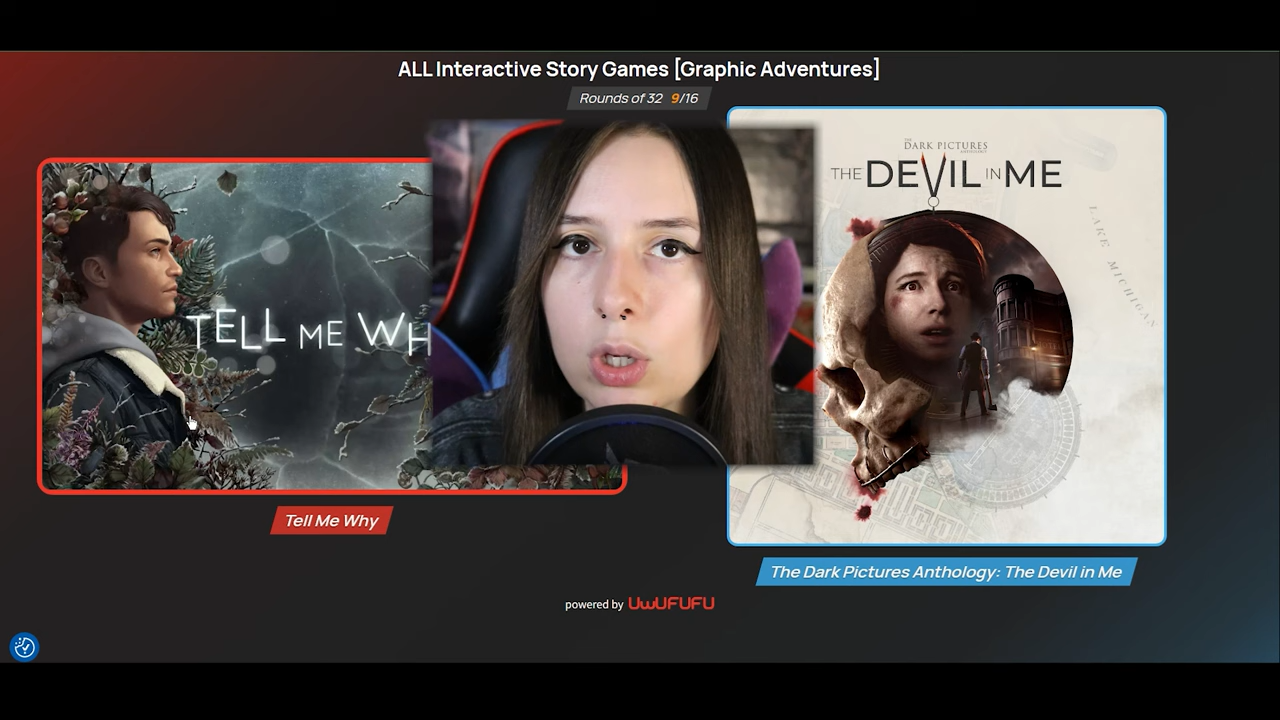 ALL Interactive Story Games [Graphic Adventures]
Rounds of 32 9/16
TELL ME WH
Tell Me Why
THE
DARK PICTURES
ANTHOLOGY
THE DEVIL IN ME
LAKE MICHIGAN
The Dark Pictures Anthology: The Devil in Me
powered by UwUFUFU